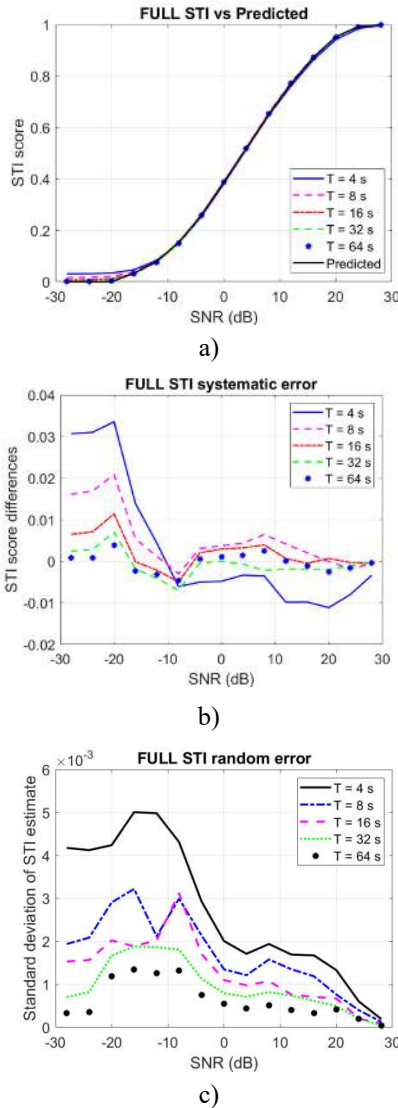 FULL STI vs Predicted
1
0.8
0.6
0.4
0.2
0
STI score
T = 4 s
T = 8 s
T = 16 s
T = 32 s
T = 64 s
Predicted
-30 -20 -10 0 10 20 30
SNR (dB)
a)
FULL STI systematic error
0.04
0.03
0.02
0.01
0
-0.01
-0.02
STI score differences
T = 4 s
T = 8 s
T = 16 s
T = 32 s
T = 64 s
-30 -20 -10 0 10 20 30
SNR (dB)
b)
FULL STI random error
×10-3
6
5
4
3
2
1
0
Standard deviation of STI estimate
T = 4 s
T = 8 s
T = 16 s
T = 32 s
T = 64 s
-30 -20 -10 0 10 20 30
SNR (dB)
c)